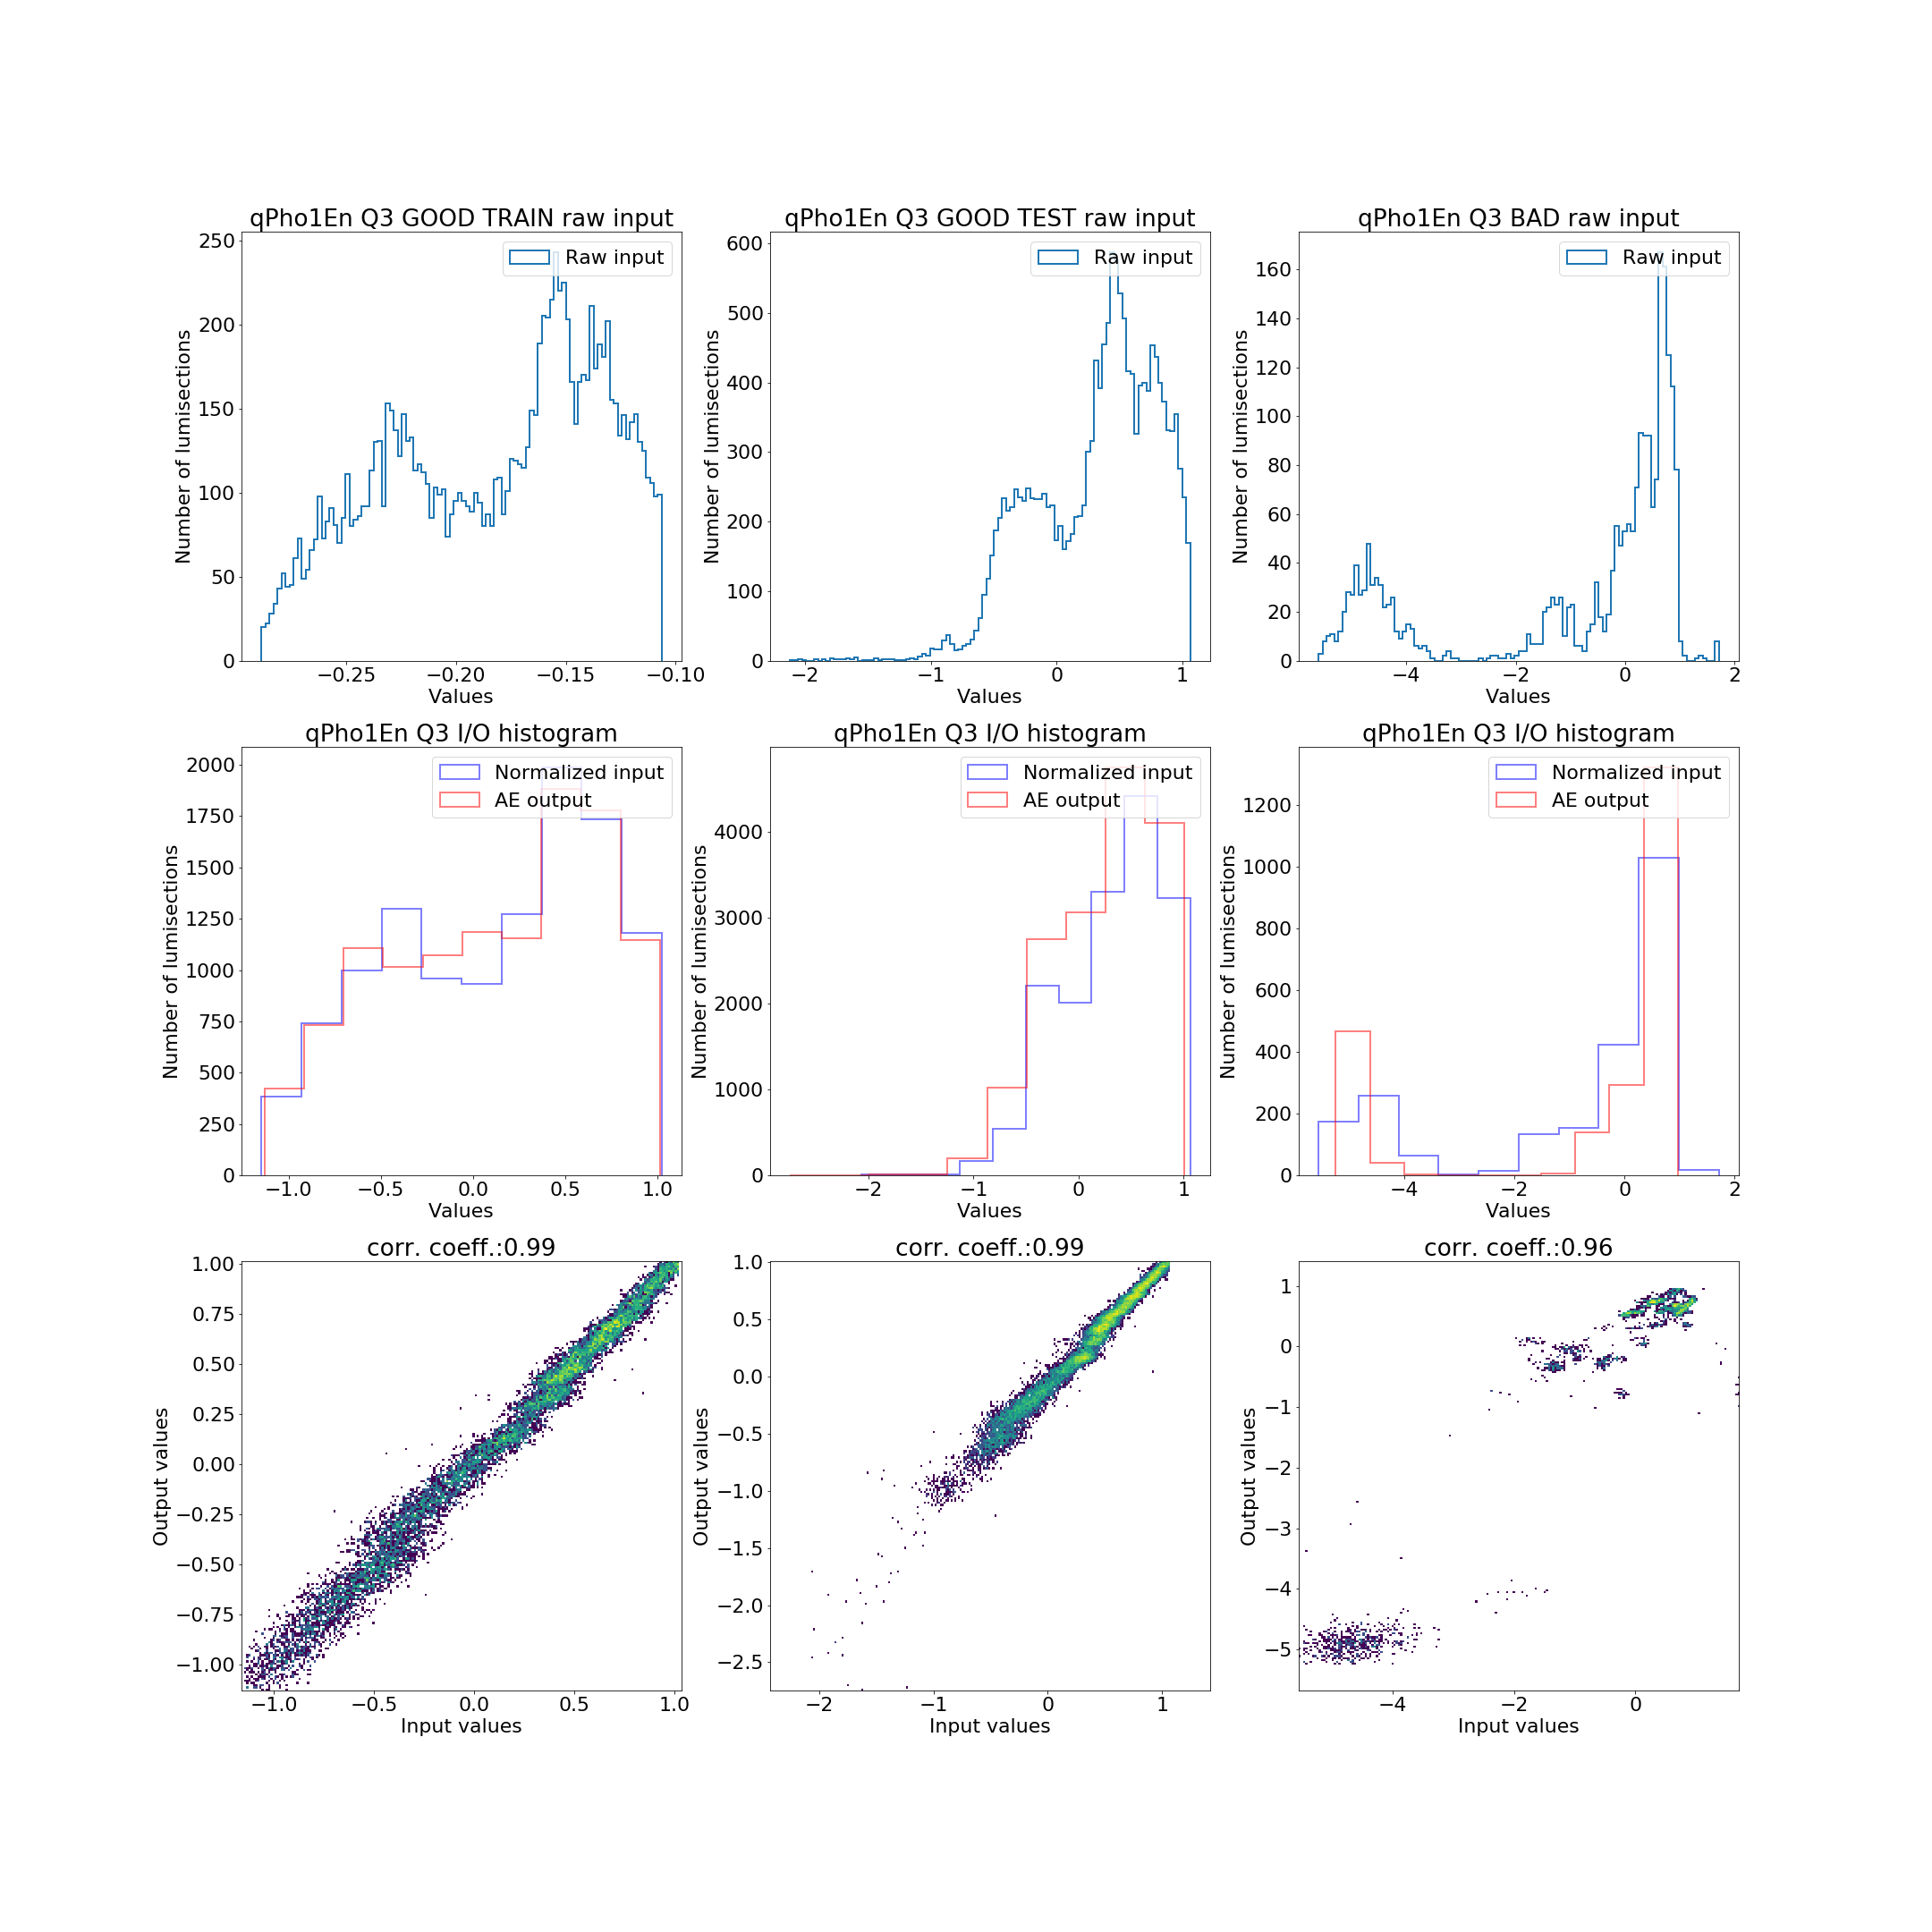 qPho1En Q3 GOOD TRAIN raw input
qPho1En Q3 GOOD TEST raw input
qPho1En Q3 BAD raw input
Raw input
Raw input
Raw input
Number of lumisections
250
200
150
100
50
0
−0.25 −0.20 −0.15 −0.10
Values
Number of lumisections
600
500
400
300
200
100
0
−2 −1 0 1
Values
Number of lumisections
160
140
120
100
80
60
40
20
0
−4 −2 0 2
Values
qPho1En Q3 I/O histogram
qPho1En Q3 I/O histogram
qPho1En Q3 I/O histogram
Normalized input
AE output
Normalized input
AE output
Normalized input
AE output
Number of lumisections
2000
1750
1500
1250
1000
750
500
250
0
−1.0 −0.5 0.0 0.5 1.0
Values
Number of lumisections
4000
3000
2000
1000
0
−2 −1 0 1
Values
Number of lumisections
1200
1000
800
600
400
200
0
−4 −2 0 2
Values
corr. coeff.:0.99
corr. coeff.:0.99
corr. coeff.:0.96
Output values
1.00
0.75
0.50
0.25
0.00
−0.25
−0.50
−0.75
−1.00
−1.0 −0.5 0.0 0.5 1.0
Input values
Output values
1.0
0.5
0.0
−0.5
−1.0
−1.5
−2.0
−2.5
−2 −1 0 1
Input values
Output values
1
0
−1
−2
−3
−4
−5
−4 −2 0
Input values